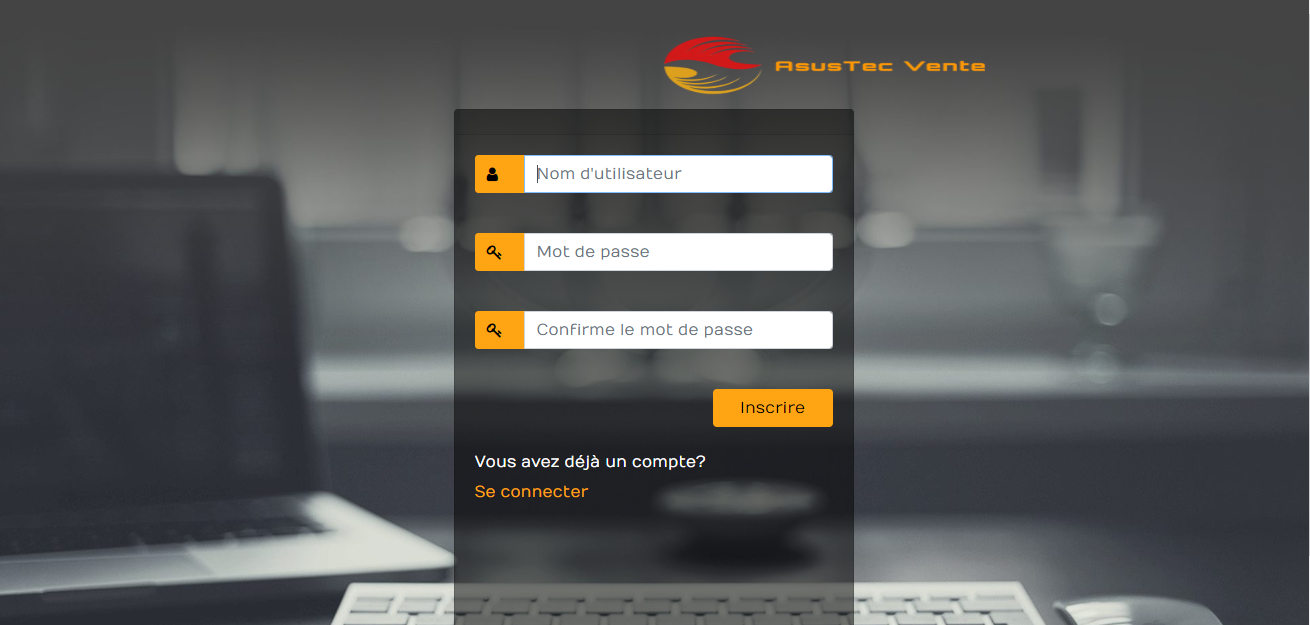 AsusTec Vente
Nom d'utilisateur
Mot de passe
Confirme le mot de passe
Inscrire
Vous avez déjà un compte?
Se connecter